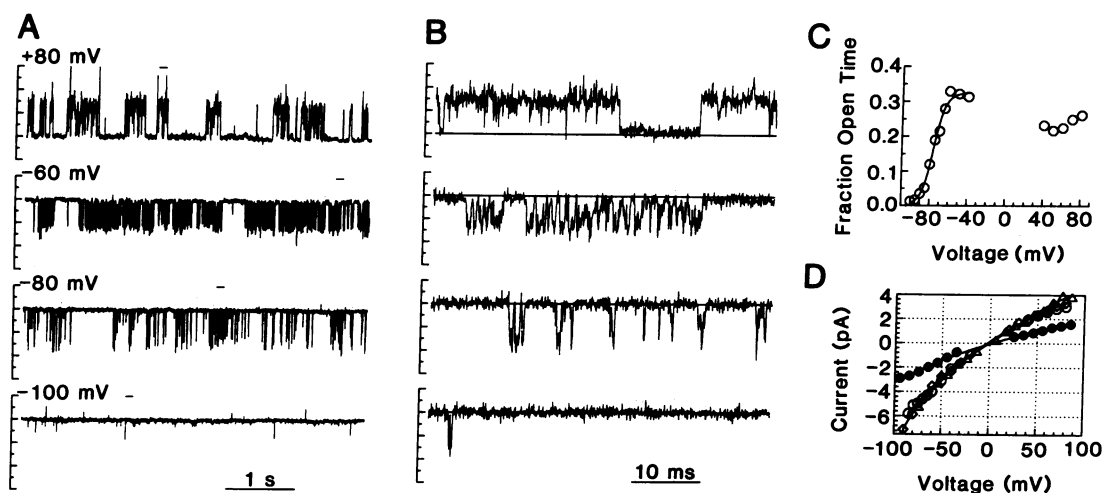 A
+80 mV
-60 mV
-80 mV
-100 mV
1 s
B
10 ms
C
Fraction Open Time
0.4
0.3
0.2
0.1
0.0
-80 -40 0 40 80
Voltage (mV)
D
Current (pA)
4
2
0
-2
-4
-6
-100 -50 0 50 100
Voltage (mV)